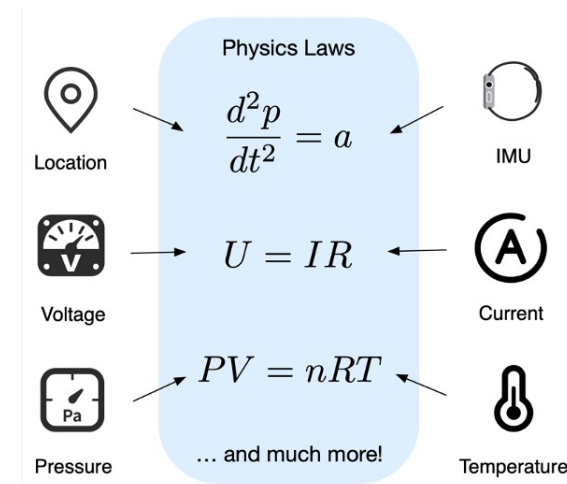 Physics Laws
d²p/dt² = a
Location
IMU
U = IR
V
A
Voltage
Current
PV = nRT
Pa
Pressure
Temperature
... and much more!